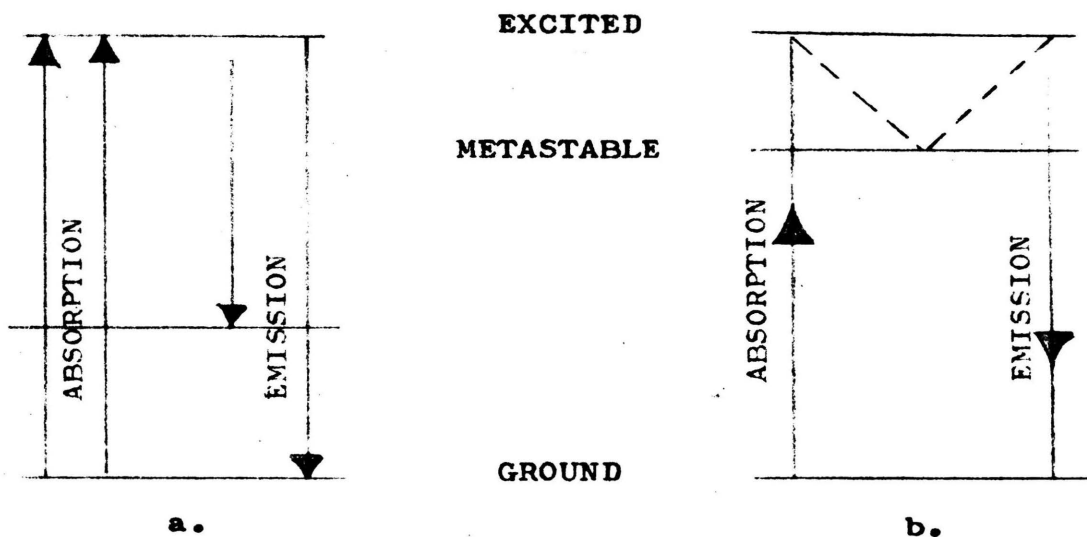 EXCITED
METASTABLE
ABSORPTION
EMISSION
ABSORPTION
EMISSION
GROUND
a.
b.